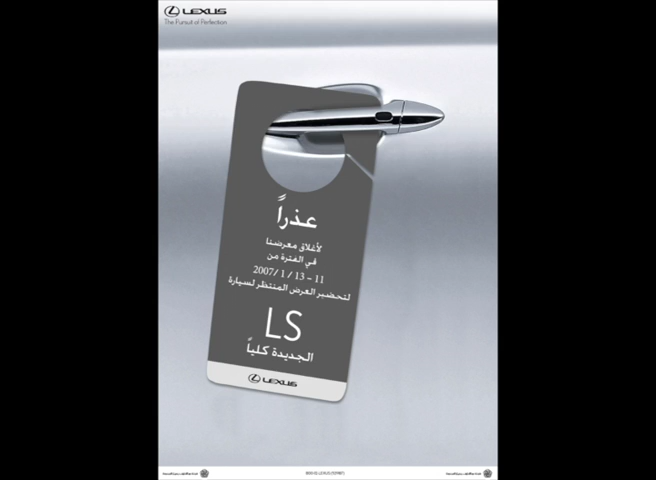 LEXUS
The Pursuit of Perfection
عذراً
لأغلاق معرضنا
في الفترة من
11 - 13 / 1 /2007
لتحضير العرض المنتظر لسيارة
LS
الجديدة كلياً
LEXUS